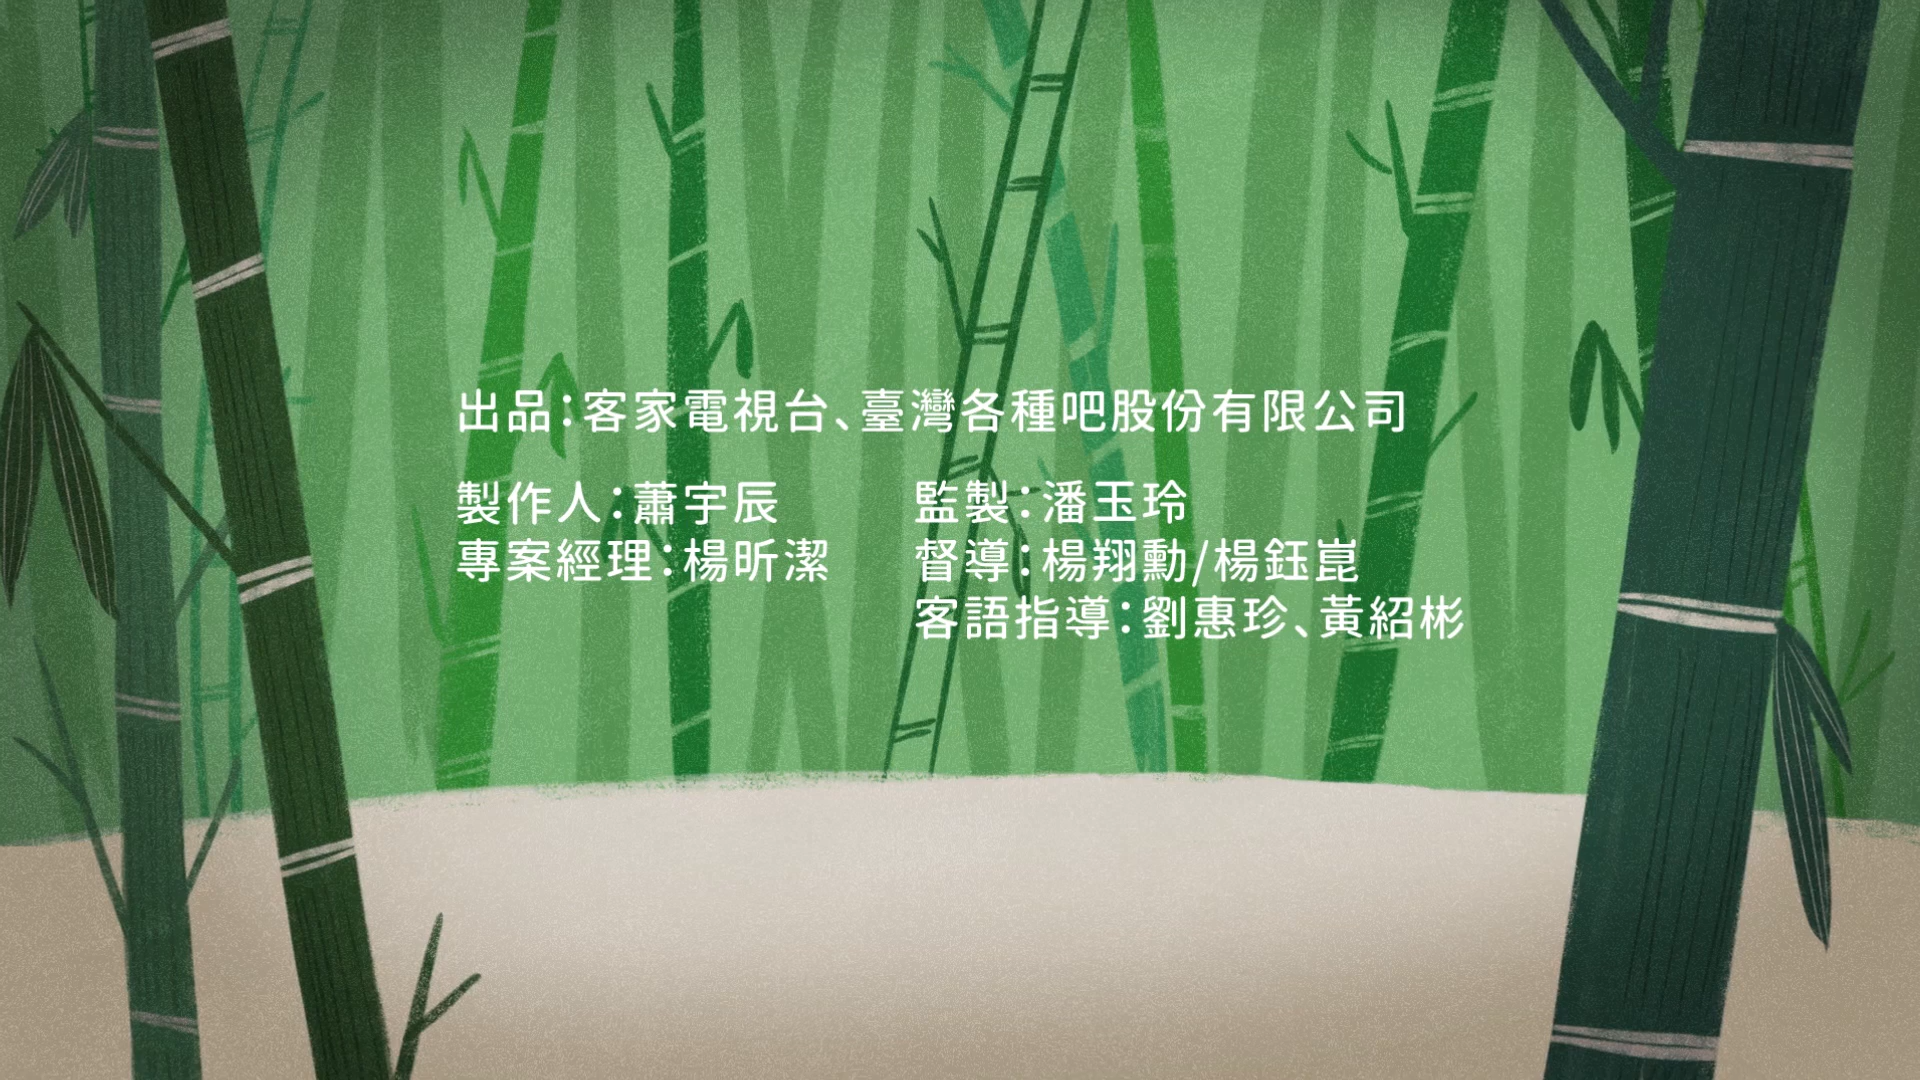 出品：客家電視台、臺灣各種吧股份有限公司
製作人：蕭宇辰
專案經理：楊昕潔
監製：潘玉玲
督導：楊翔勳/楊鈺崑
客語指導：劉惠珍、黃紹彬